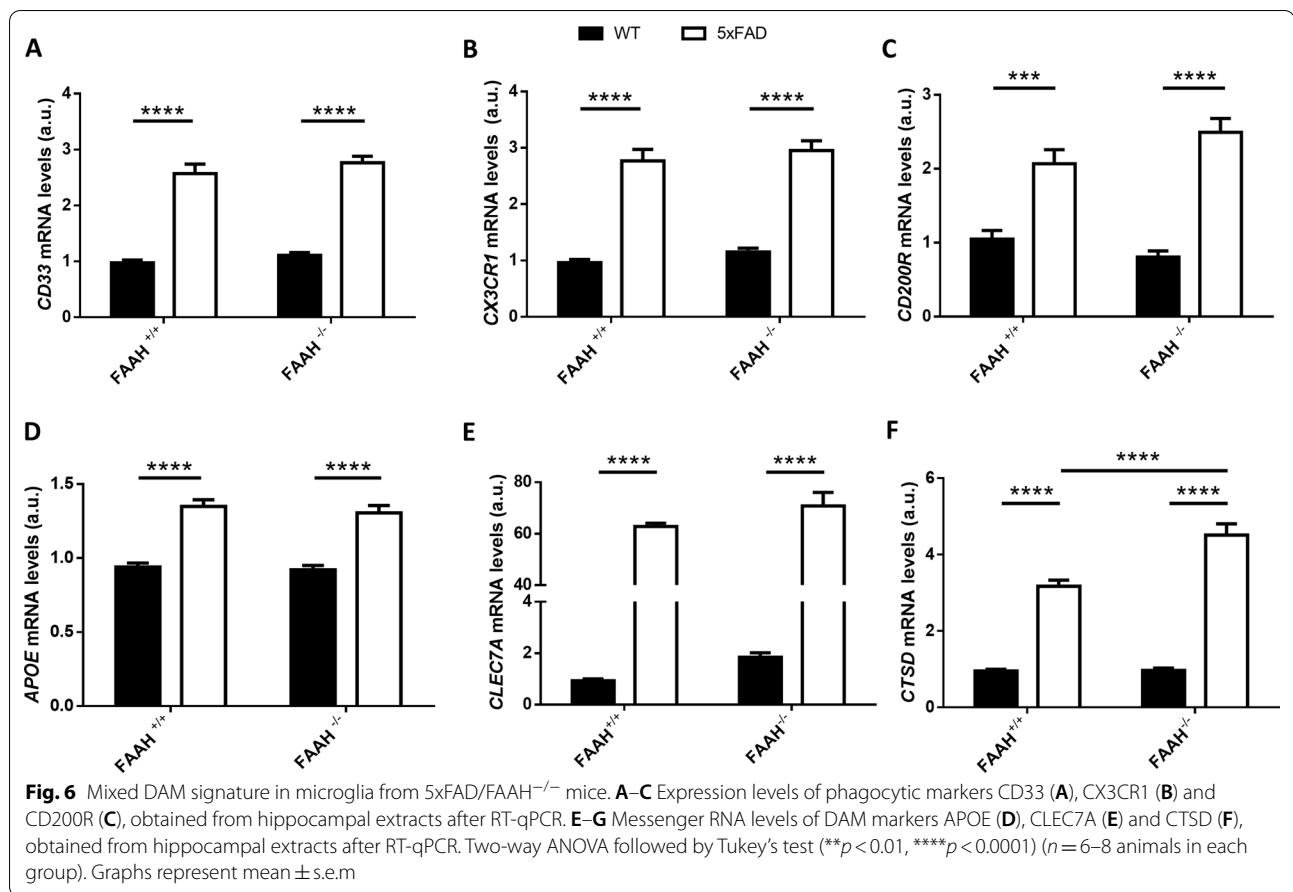 WT 5xFAD
A
CD33 mRNA levels (a.u.)
4
3
2
1
0
**** ****
FAAH +/+ FAAH -/-
B
CX3CR1 mRNA levels (a.u.)
4
3
2
1
0
**** ****
FAAH +/+ FAAH -/-
C
CD200R mRNA levels (a.u.)
3
2
1
0
*** ****
FAAH +/+ FAAH -/-
D
APOE mRNA levels (a.u.)
1.5
1.0
0.5
0.0
**** ****
FAAH +/+ FAAH -/-
E
CLEC7A mRNA levels (a.u.)
80
60
40
4
2
0
**** ****
FAAH+/+ FAAH-/-
F
CTSD mRNA levels (a.u.)
6
4
2
0
****
**** ****
FAAH+/+ FAAH-/-
Fig. 6 Mixed DAM signature in microglia from 5xFAD/FAAH−/− mice. A–C Expression levels of phagocytic markers CD33 (A), CX3CR1 (B) and
CD200R (C), obtained from hippocampal extracts after RT-qPCR. E–G Messenger RNA levels of DAM markers APOE (D), CLEC7A (E) and CTSD (F),
obtained from hippocampal extracts after RT-qPCR. Two-way ANOVA followed by Tukey's test (**p < 0.01, ****p < 0.0001) (n = 6–8 animals in each
group). Graphs represent mean ± s.e.m